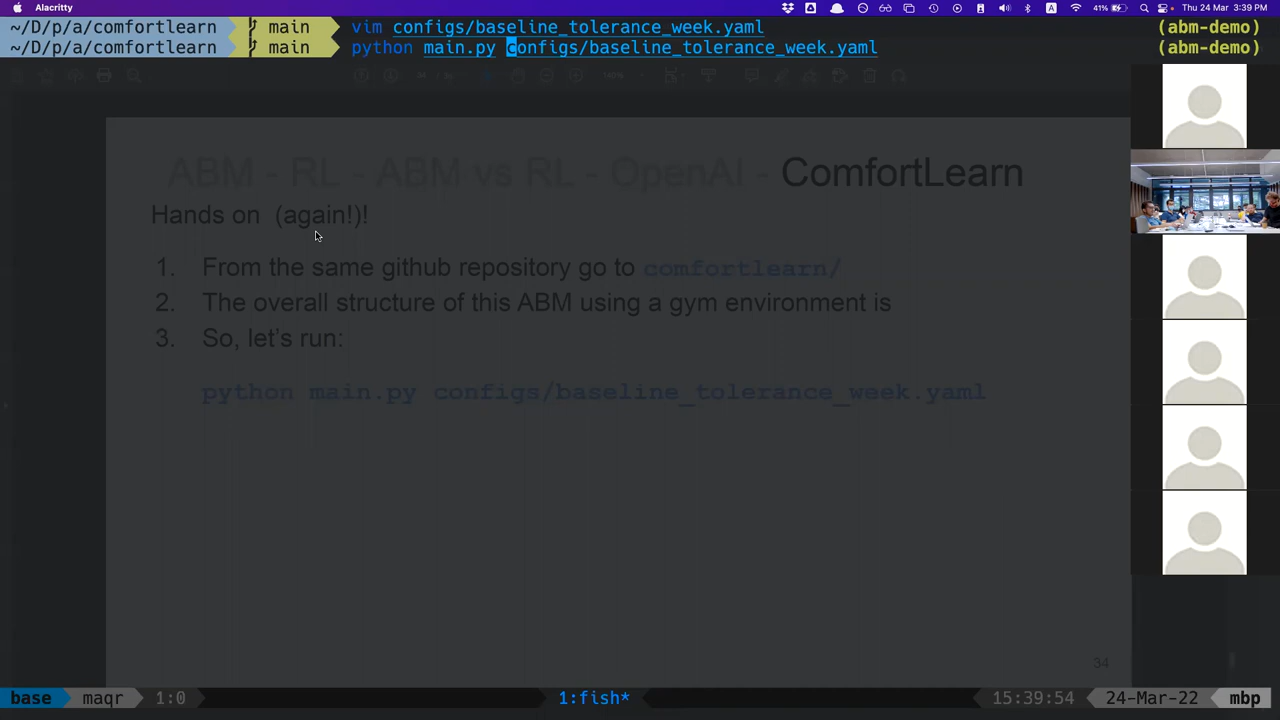 Alacritty
41%
A
Thu 24 Mar 3:39 PM
~/D/p/a/comfortlearn main vim configs/baseline_tolerance_week.yaml (abm-demo)
~/D/p/a/comfortlearn main python main.py configs/baseline_tolerance_week.yaml (abm-demo)
ABM - RL - ABM vs RL - OpenAI - ComfortLearn
Hands on (again!)!
1. From the same github repository go to comfortlearn/
2. The overall structure of this ABM using a gym environment is
3. So, let's run:
python main.py configs/baseline_tolerance_week.yaml
34
base maqr 1:0 1:fish* 15:39:54 24-Mar-22 mbp